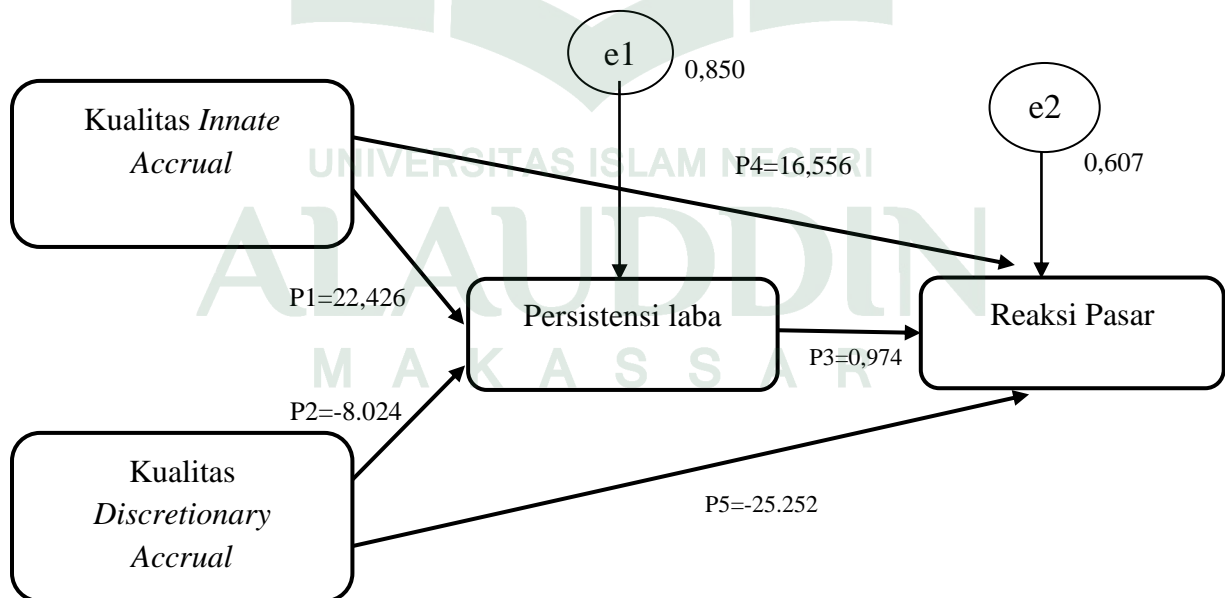 e1
0,850
e2
0,607
Kualitas Innate
Accrual
UNIVERSITAS ISLAM NEGERI
P4=16,556
ALAUDDIN
P1=22,426
Persistensi laba
Reaksi Pasar
P3=0,974
MAKASSAR
P2=-8.024
Kualitas
Discretionary
Accrual
P5=-25.252